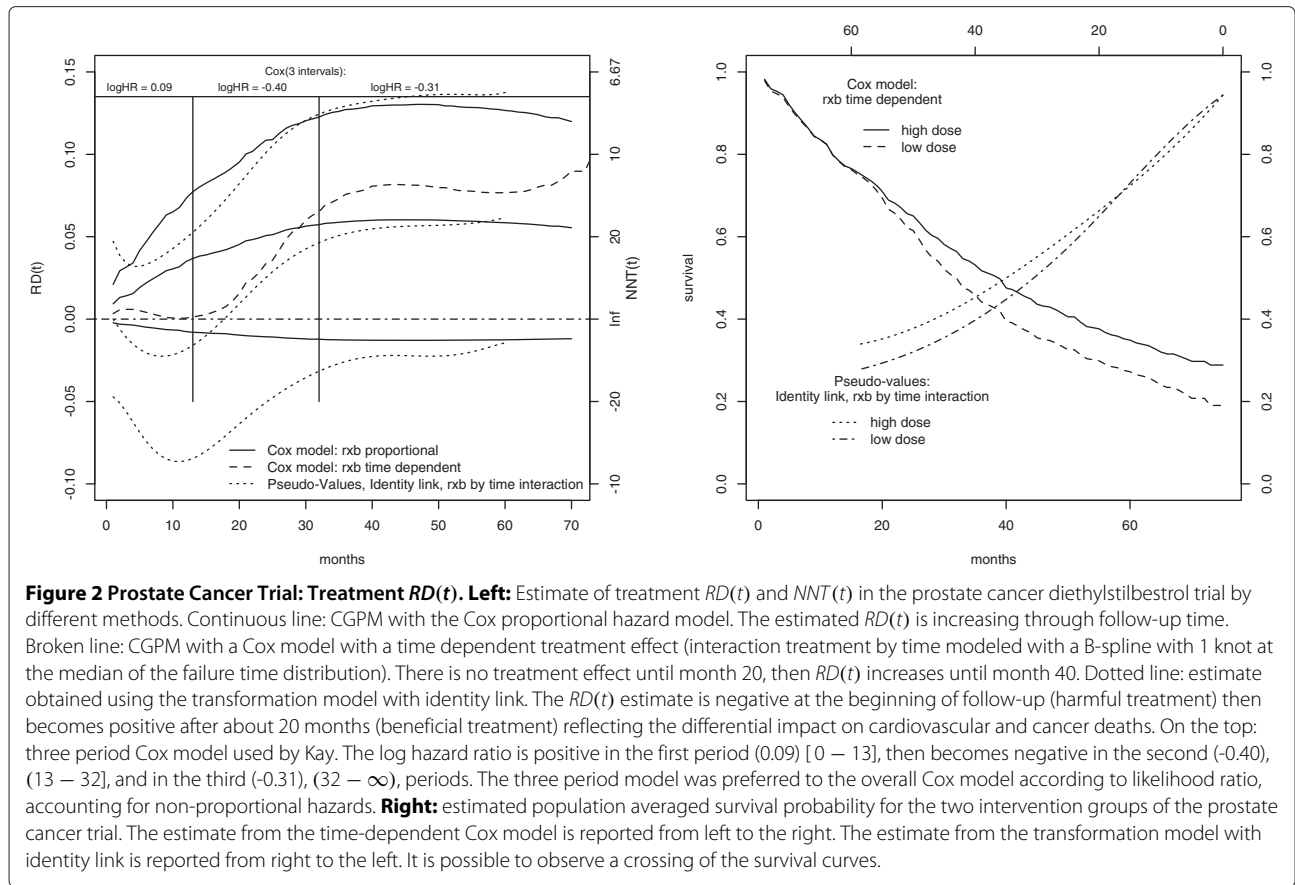 Cox(3 intervals):
logHR = 0.09 logHR = -0.40 logHR = -0.31
0.15
0.10
0.05
0.00
-0.05
-0.10
RD(t)
6.67
10
20
Inf
-20
-10
NNT(t)
Cox model: rxb proportional
Cox model: rxb time dependent
Pseudo-Values, Identity link, rxb by time interaction
0 10 20 30 40 50 60 70
months
60 40 20 0
1.0
0.8
0.6
0.4
0.2
0.0
survival
Cox model:
rxb time dependent
high dose
low dose
Pseudo-values:
Identity link, rxb by time interaction
high dose
low dose
1.0
0.8
0.6
0.4
0.2
0.0
0 20 40 60
months
Figure 2 Prostate Cancer Trial: Treatment RD(t). Left: Estimate of treatment RD(t) and NNT(t) in the prostate cancer diethylstilbestrol trial by
different methods. Continuous line: CGPM with the Cox proportional hazard model. The estimated RD(t) is increasing through follow-up time.
Broken line: CGPM with a Cox model with a time dependent treatment effect (interaction treatment by time modeled with a B-spline with 1 knot at
the median of the failure time distribution). There is no treatment effect until month 20, then RD(t) increases until month 40. Dotted line: estimate
obtained using the transformation model with identity link. The RD(t) estimate is negative at the beginning of follow-up (harmful treatment) then
becomes positive after about 20 months (beneficial treatment) reflecting the differential impact on cardiovascular and cancer deaths. On the top:
three period Cox model used by Kay. The log hazard ratio is positive in the first period (0.09) [ 0 − 13], then becomes negative in the second (-0.40),
(13 − 32], and in the third (-0.31), (32 − ∞), periods. The three period model was preferred to the overall Cox model according to likelihood ratio,
accounting for non-proportional hazards. Right: estimated population averaged survival probability for the two intervention groups of the prostate
cancer trial. The estimate from the time-dependent Cox model is reported from left to the right. The estimate from the transformation model with
identity link is reported from right to the left. It is possible to observe a crossing of the survival curves.